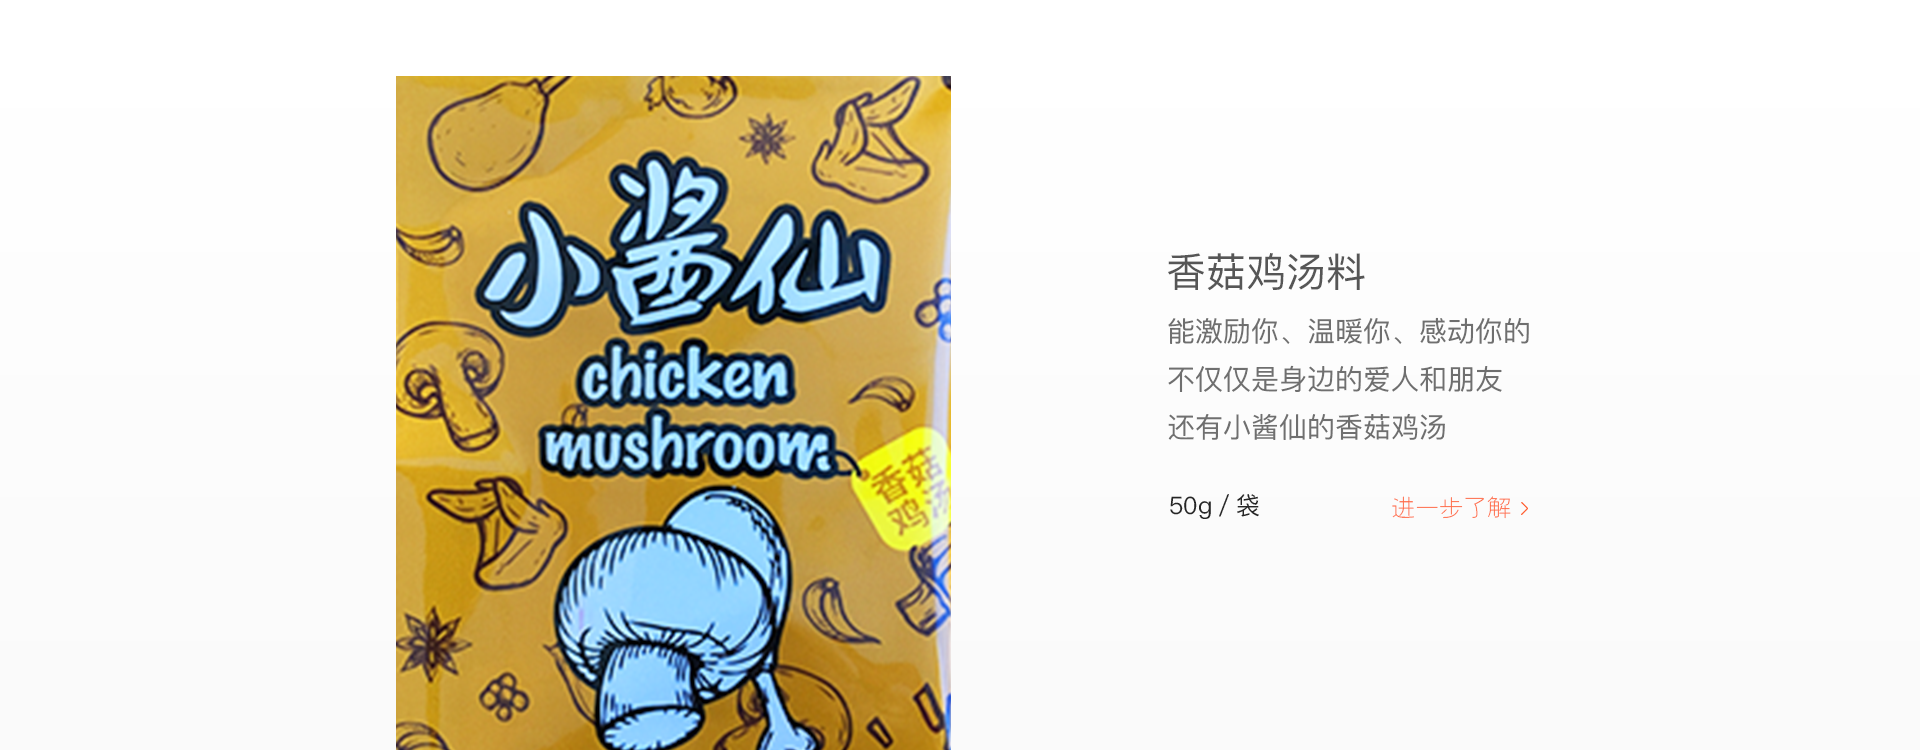 小酱仙
chicken
mushroom
香菇
鸡汤
香菇鸡汤料
能激励你、温暖你、感动你的
不仅仅是身边的爱人和朋友
还有小酱仙的香菇鸡汤
50g / 袋
进一步了解 >